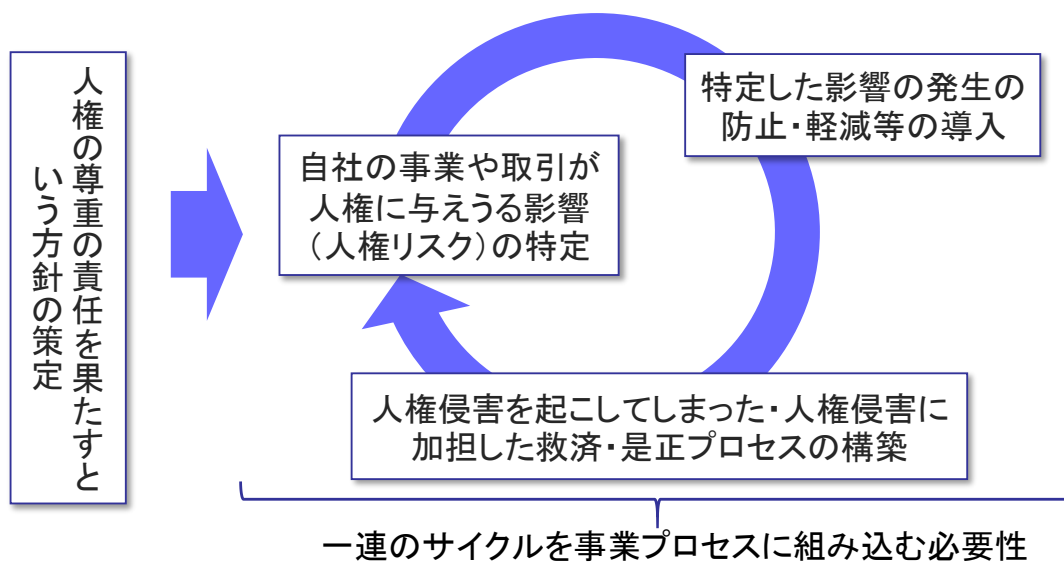 人権の尊重の責任を果たすと
いう方針の策定
自社の事業や取引が
人権に与えうる影響
（人権リスク）の特定
特定した影響の発生の
防止・軽減等の導入
人権侵害を起こしてしまった・人権侵害に
加担した救済・是正プロセスの構築
一連のサイクルを事業プロセスに組み込む必要性